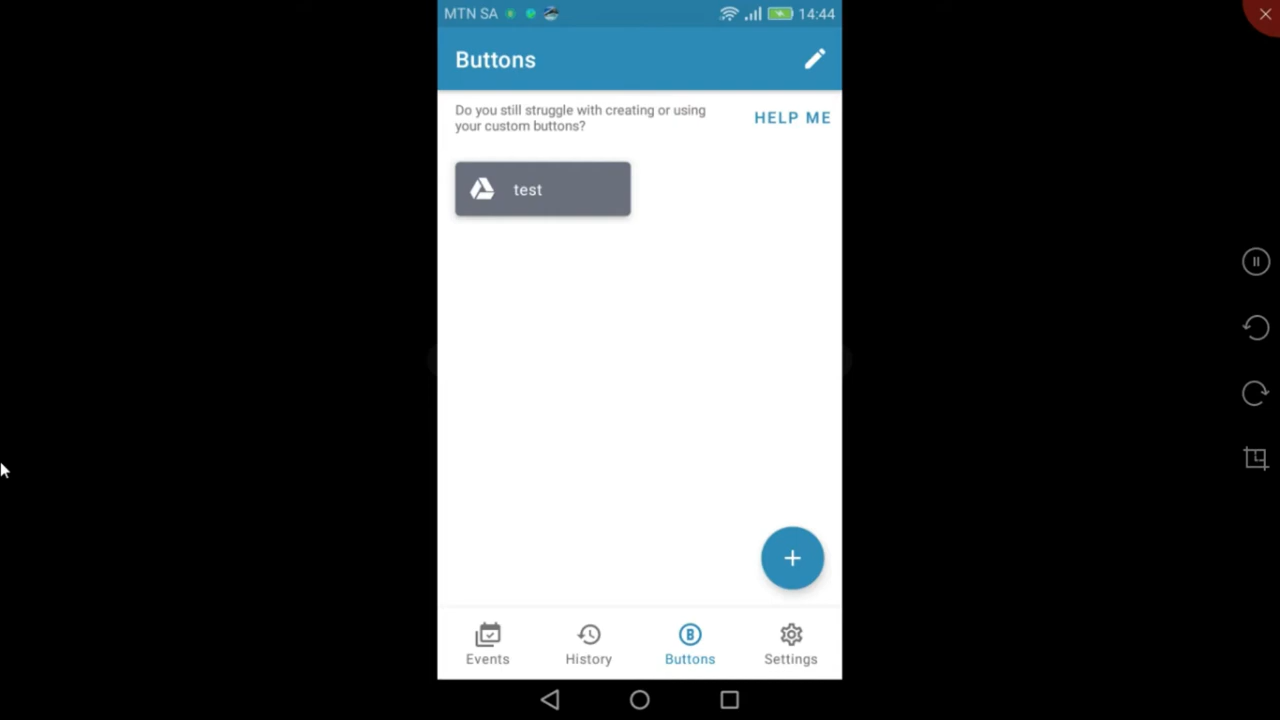 MTN SA 14:44
Buttons
Do you still struggle with creating or using
your custom buttons?
HELP ME
test
Events History Buttons Settings